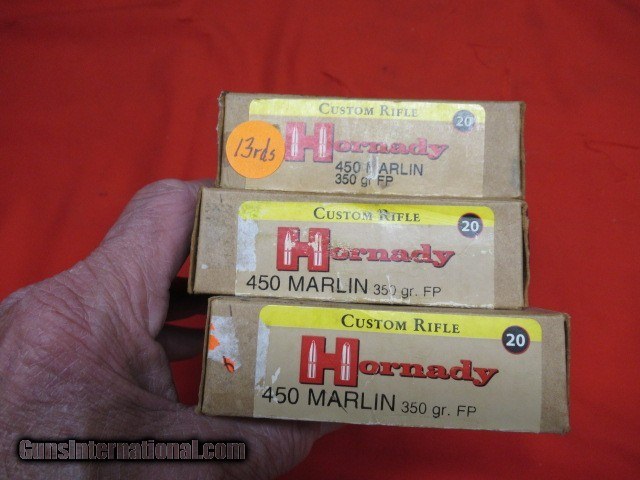 CUSTOM RIFLE
20
13rds
Hornady
450 MARLIN
350 gr FP
CUSTOM RIFLE
20
Hornady
450 MARLIN 350 gr. FP
CUSTOM RIFLE
20
Hornady
450 MARLIN 350 gr. FP
GunsInternational.com